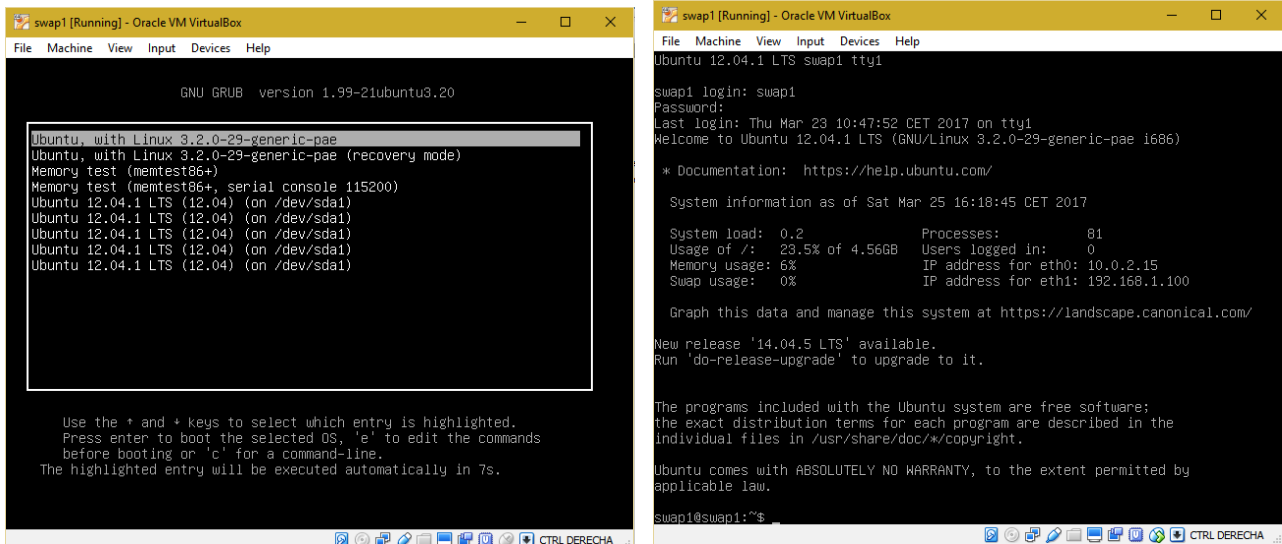 swap1 [Running] - Oracle VM VirtualBox
File Machine View Input Devices Help
GNU GRUB version 1.99-21ubuntu3.20
Ubuntu, with Linux 3.2.0-29-generic-pae
Ubuntu, with Linux 3.2.0-29-generic-pae (recovery mode)
Memory test (memtest86+)
Memory test (memtest86+, serial console 115200)
Ubuntu 12.04.1 LTS (12.04) (on /dev/sda1)
Ubuntu 12.04.1 LTS (12.04) (on /dev/sda1)
Ubuntu 12.04.1 LTS (12.04) (on /dev/sda1)
Ubuntu 12.04.1 LTS (12.04) (on /dev/sda1)
Ubuntu 12.04.1 LTS (12.04) (on /dev/sda1)
Use the ↑ and ↓ keys to select which entry is highlighted.
Press enter to boot the selected OS, 'e' to edit the commands
before booting or 'c' for a command-line.
The highlighted entry will be executed automatically in 7s.
CTRL DERECHA
swap1 [Running] - Oracle VM VirtualBox
File Machine View Input Devices Help
Ubuntu 12.04.1 LTS swap1 tty1
swap1 login: swap1
Password:
Last login: Thu Mar 23 10:47:52 CET 2017 on tty1
Welcome to Ubuntu 12.04.1 LTS (GNU/Linux 3.2.0-29-generic-pae i686)
* Documentation: https://help.ubuntu.com/
System information as of Sat Mar 25 16:18:45 CET 2017
System load: 0.2 Processes: 81
Usage of /: 23.5% of 4.56GB Users logged in: 0
Memory usage: 6% IP address for eth0: 10.0.2.15
Swap usage: 0% IP address for eth1: 192.168.1.100
Graph this data and manage this system at https://landscape.canonical.com/
New release '14.04.5 LTS' available.
Run 'do-release-upgrade' to upgrade to it.
The programs included with the Ubuntu system are free software;
the exact distribution terms for each program are described in the
individual files in /usr/share/doc/*/copyright.
Ubuntu comes with ABSOLUTELY NO WARRANTY, to the extent permitted by
applicable law.
swap1@swap1:~$ _
CTRL DERECHA